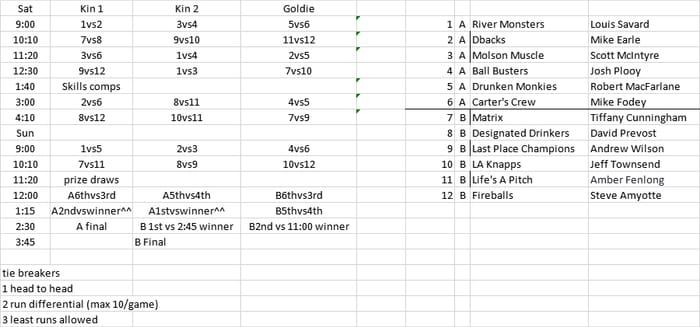 Sat Kin 1 Kin 2 Goldie
9:00 1vs2 3vs4 5vs6 1 A River Monsters Louis Savard
10:10 7vs8 9vs10 11vs12 2 A Dbacks Mike Earle
11:20 3vs6 1vs4 2vs5 3 A Molson Muscle Scott McIntyre
12:30 9vs12 1vs3 7vs10 4 A Ball Busters Josh Plooy
1:40 Skills comps 5 A Drunken Monkies Robert MacFarlane
3:00 2vs6 8vs11 4vs5 6 A Carter's Crew Mike Fodey
4:10 8vs12 10vs11 7vs9 7 B Matrix Tiffany Cunningham
Sun 8 B Designated Drinkers David Prevost
9:00 1vs5 2vs3 4vs6 9 B Last Place Champions Andrew Wilson
10:10 7vs11 8vs9 10vs12 10 B LA Knapps Jeff Townsend
11:20 prize draws 11 B Life's A Pitch Amber Fenlong
12:00 A6thvs3rd A5thvs4th B6thvs3rd 12 B Fireballs Steve Amyotte
1:15 A2ndvswinner^^ A1stvswinner^^ B5thvs4th
2:30 A final B 1st vs 2:45 winner B2nd vs 11:00 winner
3:45 B Final
tie breakers
1 head to head
2 run differential (max 10/game)
3 least runs allowed